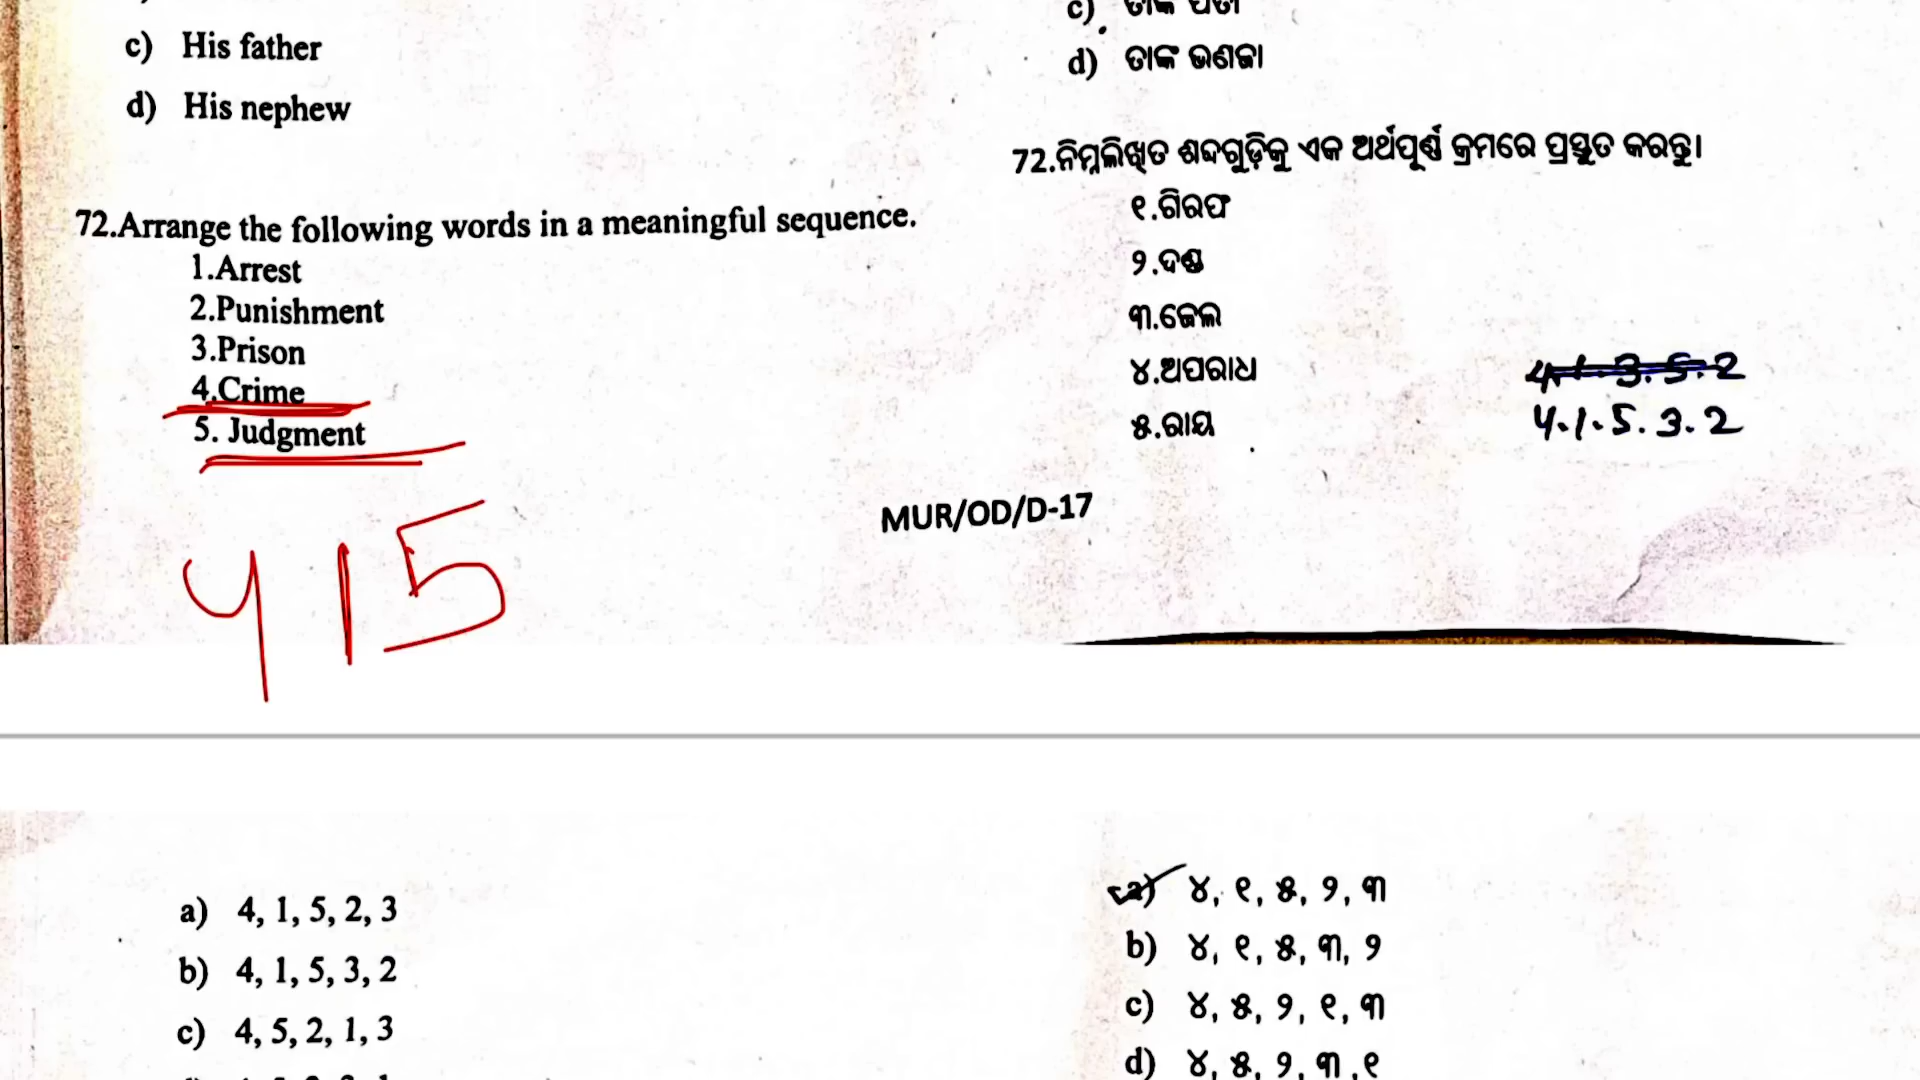 c) His father
d) His nephew
72.Arrange the following words in a meaningful sequence.
1.Arrest
2.Punishment
3.Prison
4.Crime
5. Judgment
4 1 5
c)
d) ତାଙ୍କ ଭଣଜା
72.ନିମ୍ନଲିଖିତ ଶବ୍ଦଗୁଡ଼ିକୁ ଏକ ଅର୍ଥପୂର୍ଣ୍ଣ କ୍ରମରେ ପ୍ରସ୍ତୁତ କରନ୍ତୁ।
୧.ଗିରଫ
୨.ଦଣ୍ଡ
୩.ଜେଲ
୪.ଅପରାଧ
୫.ରାୟ
4.1.3.5.2
4.1.5.3.2
MUR/OD/D-17
a) 4, 1, 5, 2, 3
b) 4, 1, 5, 3, 2
c) 4, 5, 2, 1, 3
a) ୪, ୧, ୫, ୨, ୩
b) ୪, ୧, ୫, ୩, ୨
c) ୪, ୫, ୨, ୧, ୩
d) ୪, ୫, ୨, ୩,୧